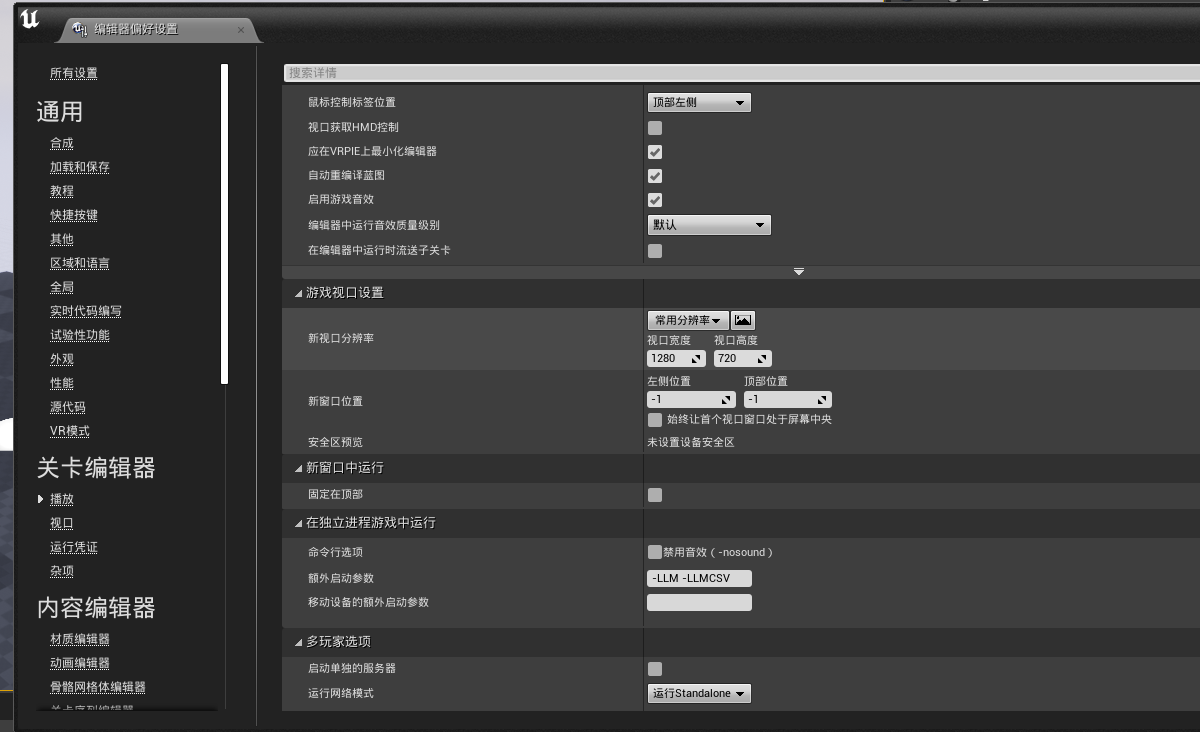 编辑器偏好设置
所有设置
通用
合成
加载和保存
教程
快捷按键
其他
区域和语言
全局
实时代码编写
试验性功能
外观
性能
源代码
VR模式
关卡编辑器
播放
视口
运行凭证
杂项
内容编辑器
材质编辑器
动画编辑器
骨骼网格体编辑器
关卡序列编辑器
搜索详情
鼠标控制标签位置 顶部左侧
视口获取HMD控制
应在VRPIE上最小化编辑器
自动重编译蓝图
启用游戏音效
编辑器中运行音效质量级别 默认
在编辑器中运行时流送子关卡
游戏视口设置
新视口分辨率 常用分辨率
视口宽度 视口高度
1280 720
新窗口位置 左侧位置 顶部位置
-1 -1
始终让首个视口窗口处于屏幕中央
安全区预览 未设置设备安全区
新窗口中运行
固定在顶部
在独立进程游戏中运行
命令行选项 禁用音效（-nosound）
额外启动参数 -LLM -LLMCSV
移动设备的额外启动参数
多玩家选项
启动单独的服务器
运行网络模式 运行Standalone